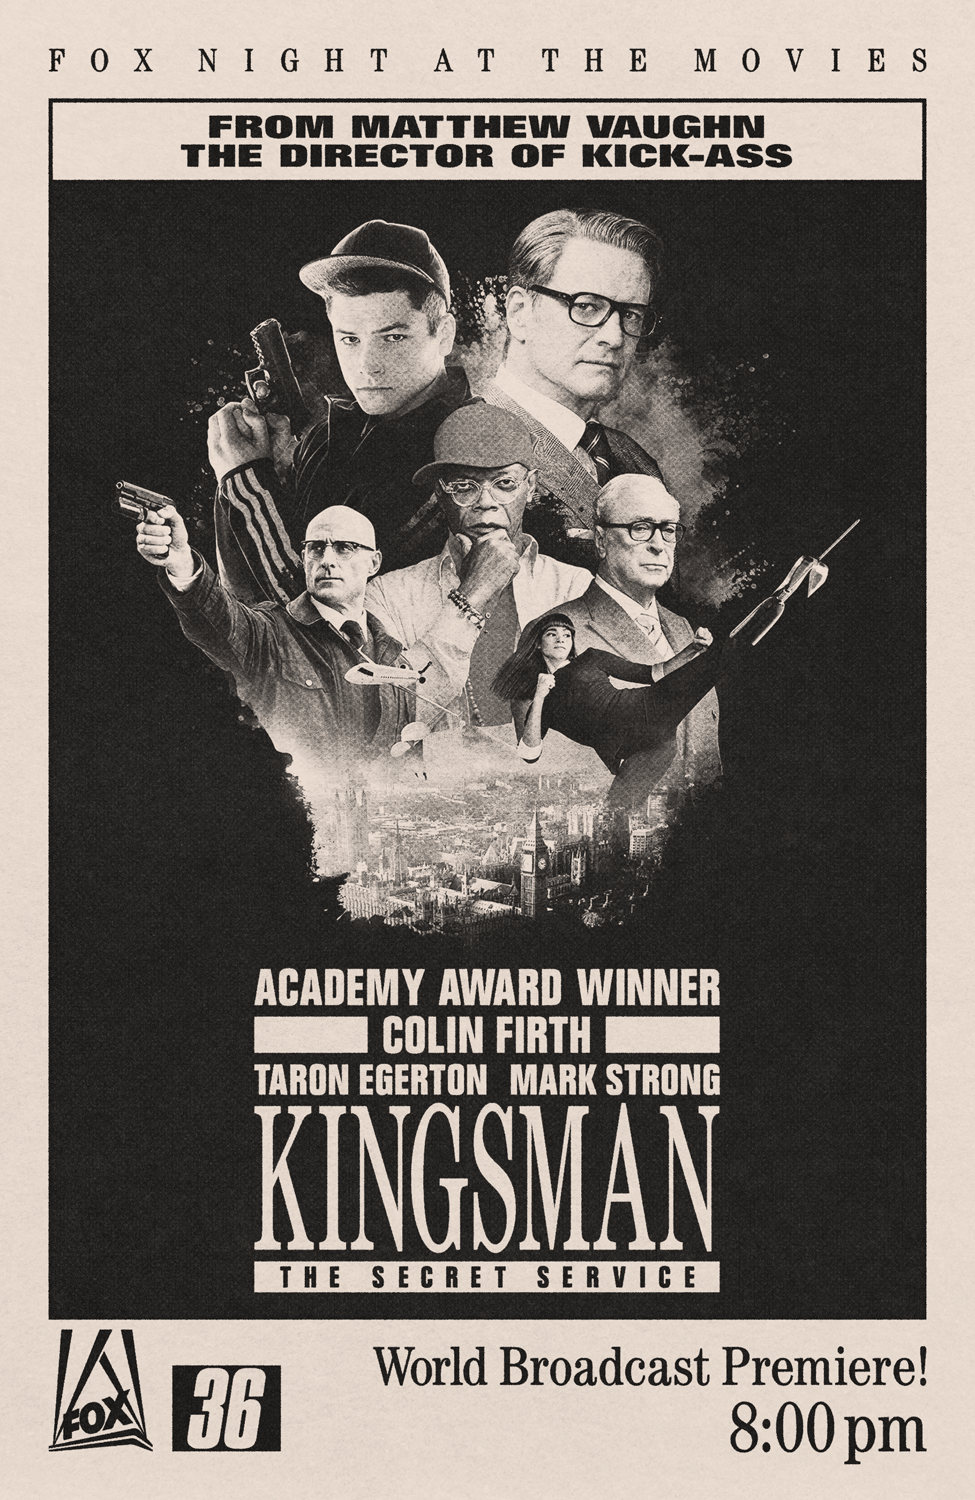 FOX NIGHT AT THE MOVIES
FROM MATTHEW VAUGHN
THE DIRECTOR OF KICK-ASS
ACADEMY AWARD WINNER
COLIN FIRTH
TARON EGERTON MARK STRONG
KINGSMAN
THE SECRET SERVICE
FOX
36
World Broadcast Premiere!
8:00 pm